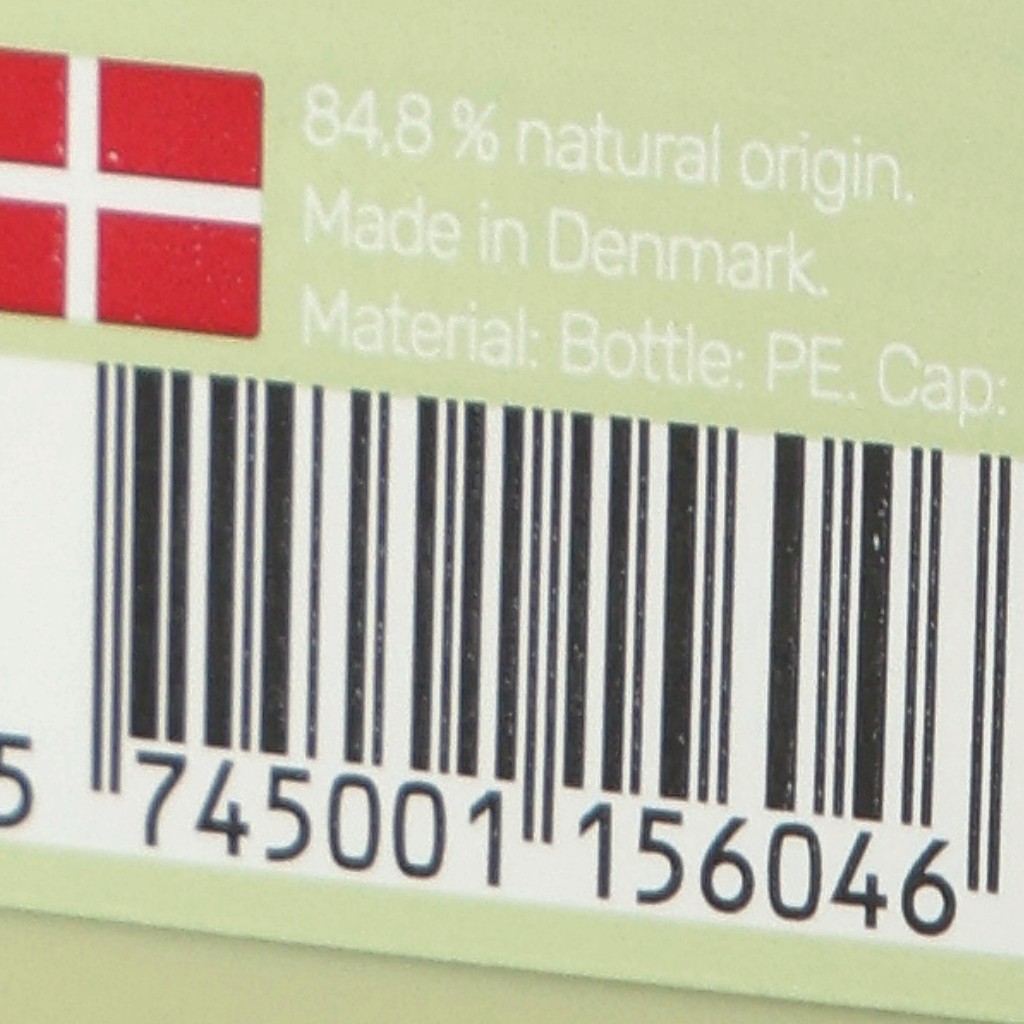 84,8 % natural origin.
Made in Denmark.
Material: Bottle: PE. Cap:
5 745001 156046